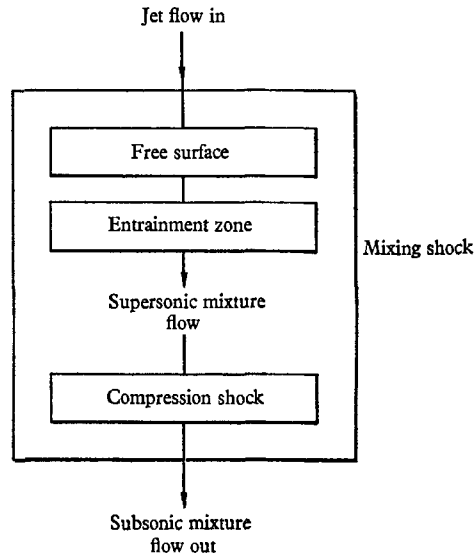 Jet flow in
Free surface
Entrainment zone
Mixing shock
Supersonic mixture
flow
Compression shock
Subsonic mixture
flow out